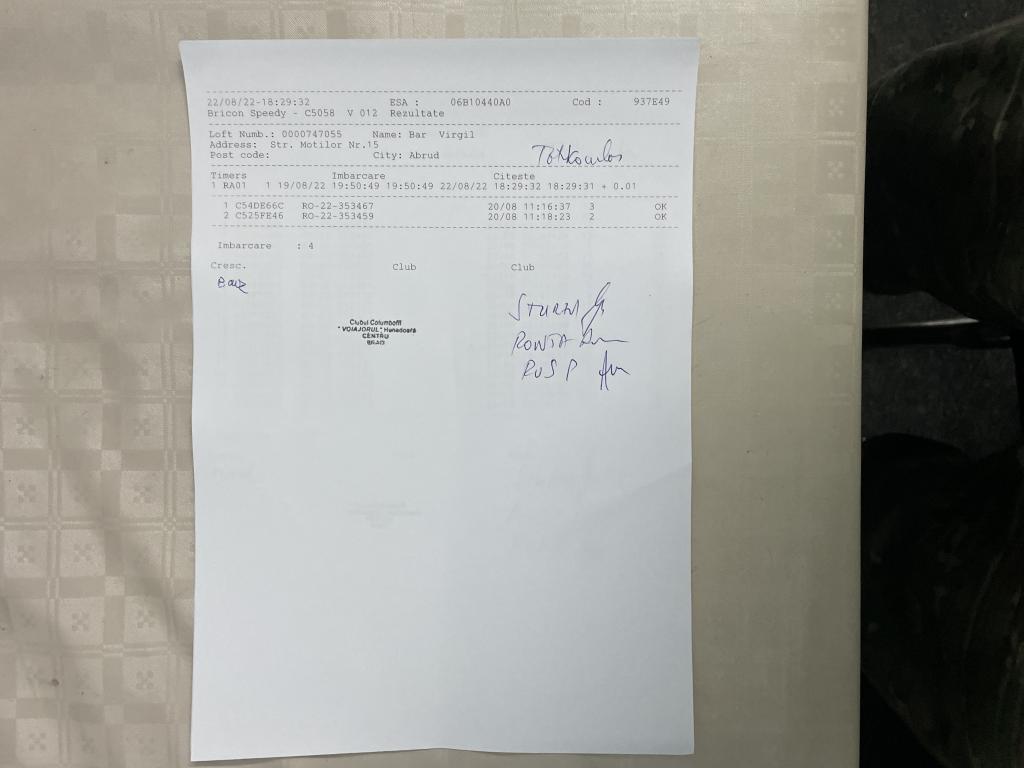 22/08/22-18:29:32 ESA : 06B10440A0 Cod : 937E49
Bricon Speedy - C5058 V 012 Rezultate
Loft Numb.: 0000747055 Name: Bar Virgil
Address: Str. Motilor Nr.15
Post code: City: Abrud
Timers Imbarcare Citeste
1 RA01 1 19/08/22 19:50:49 19:50:49 22/08/22 18:29:32 18:29:31 + 0.01
1 C54DE66C RO-22-353467 20/08 11:16:37 3 OK
2 C525FE46 RO-22-353459 20/08 11:18:23 2 OK
Imbarcare : 4
Cresc. Club Club
Clubul Columbofil
"VOIAJORUL" Hunedoara
CENTRU
BRAD
RUS P